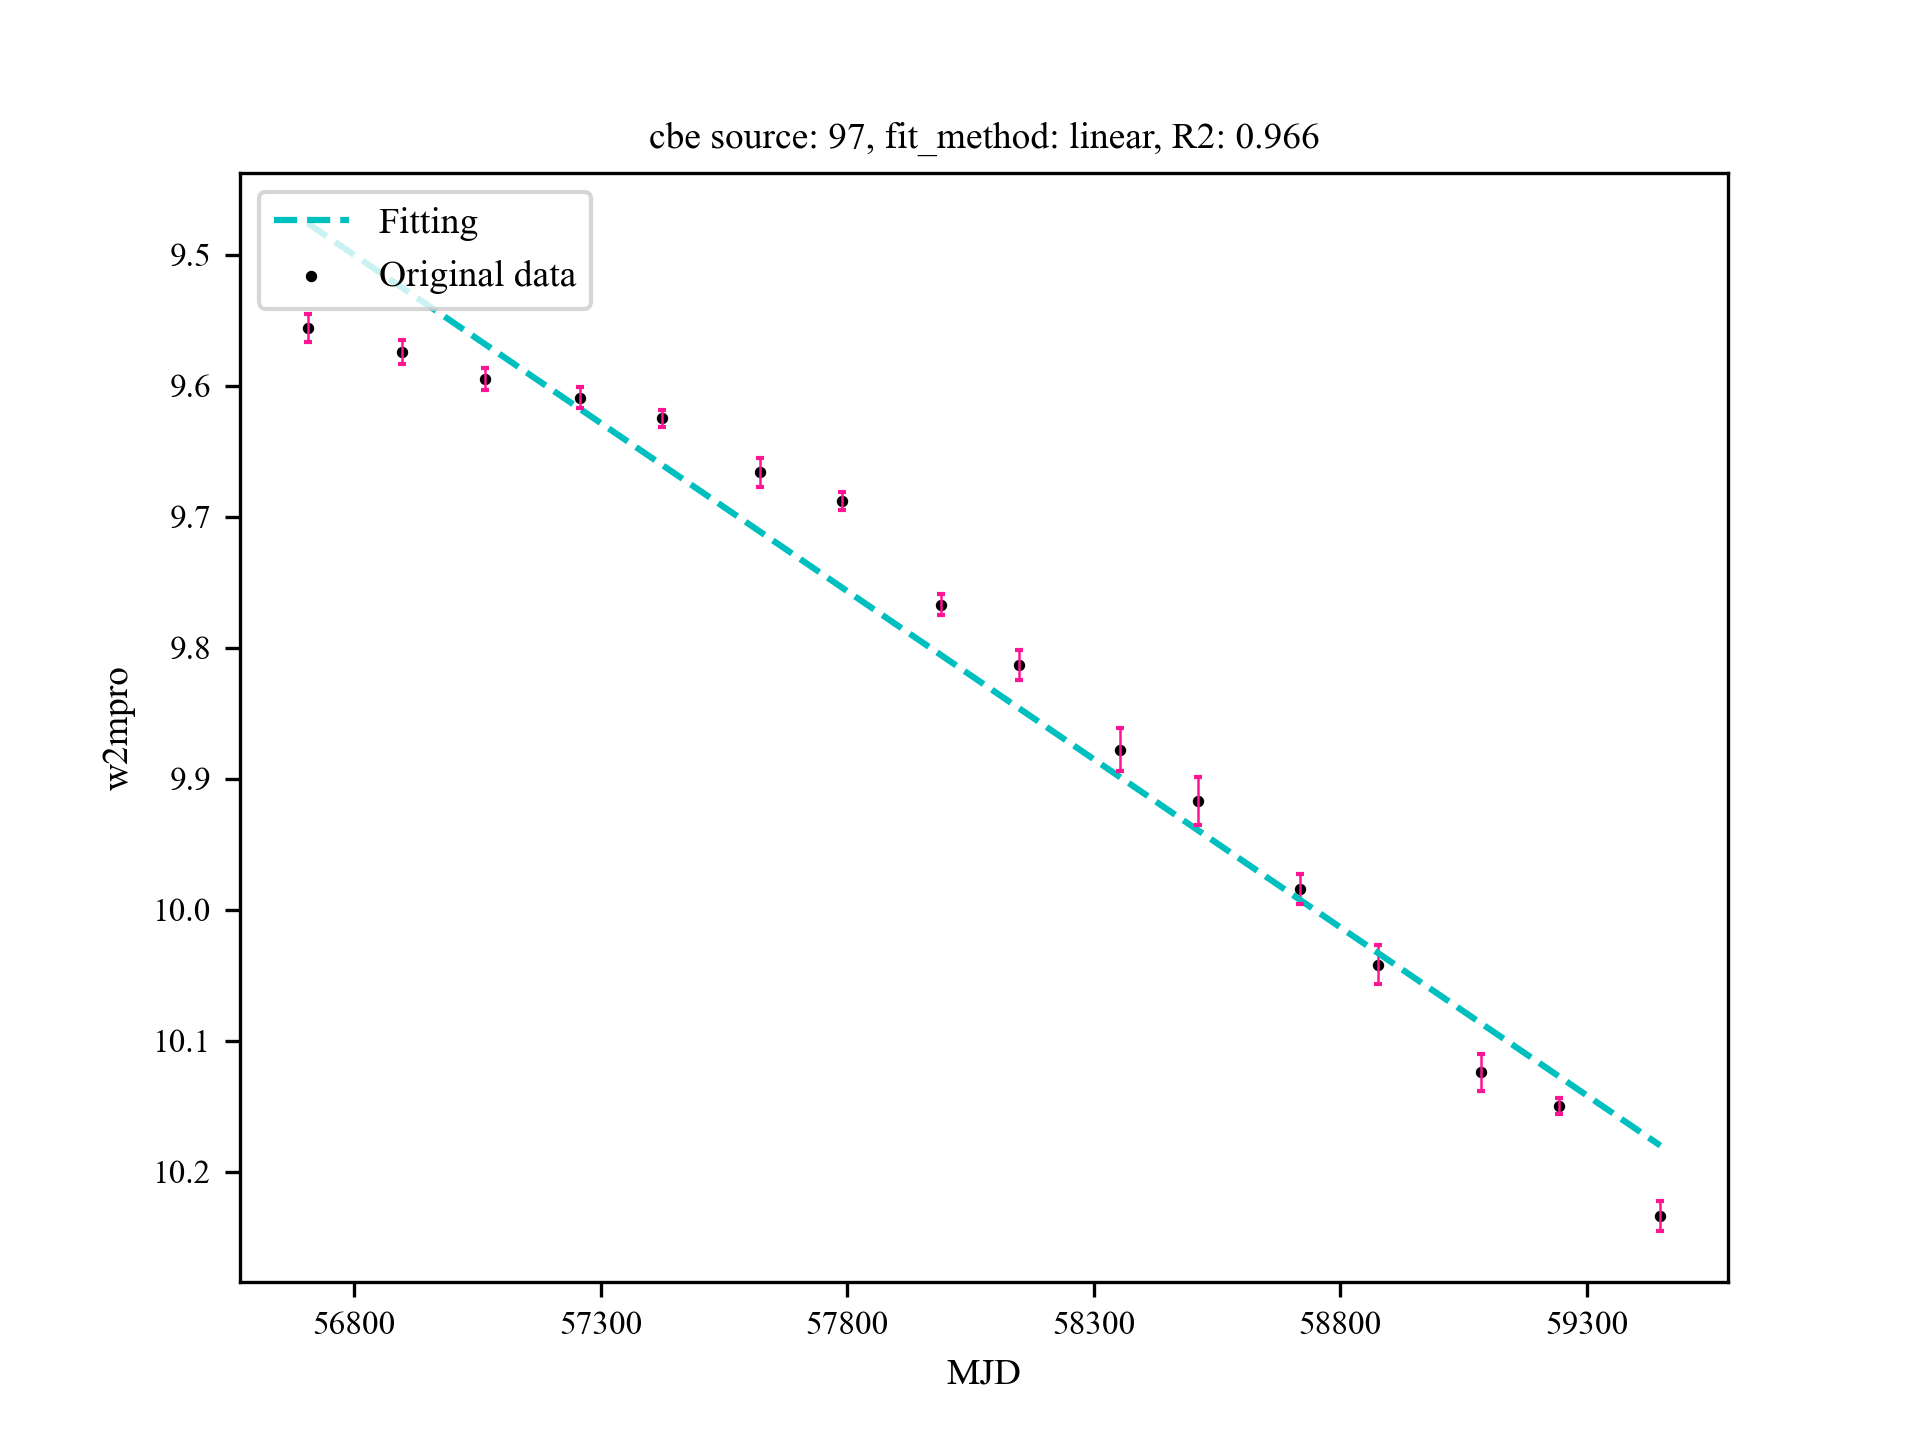 cbe source: 97, fit_method: linear, R2: 0.966
Fitting
Original data
9.5
9.6
9.7
9.8
9.9
10.0
10.1
10.2
w2mpro
56800 57300 57800 58300 58800 59300
MJD